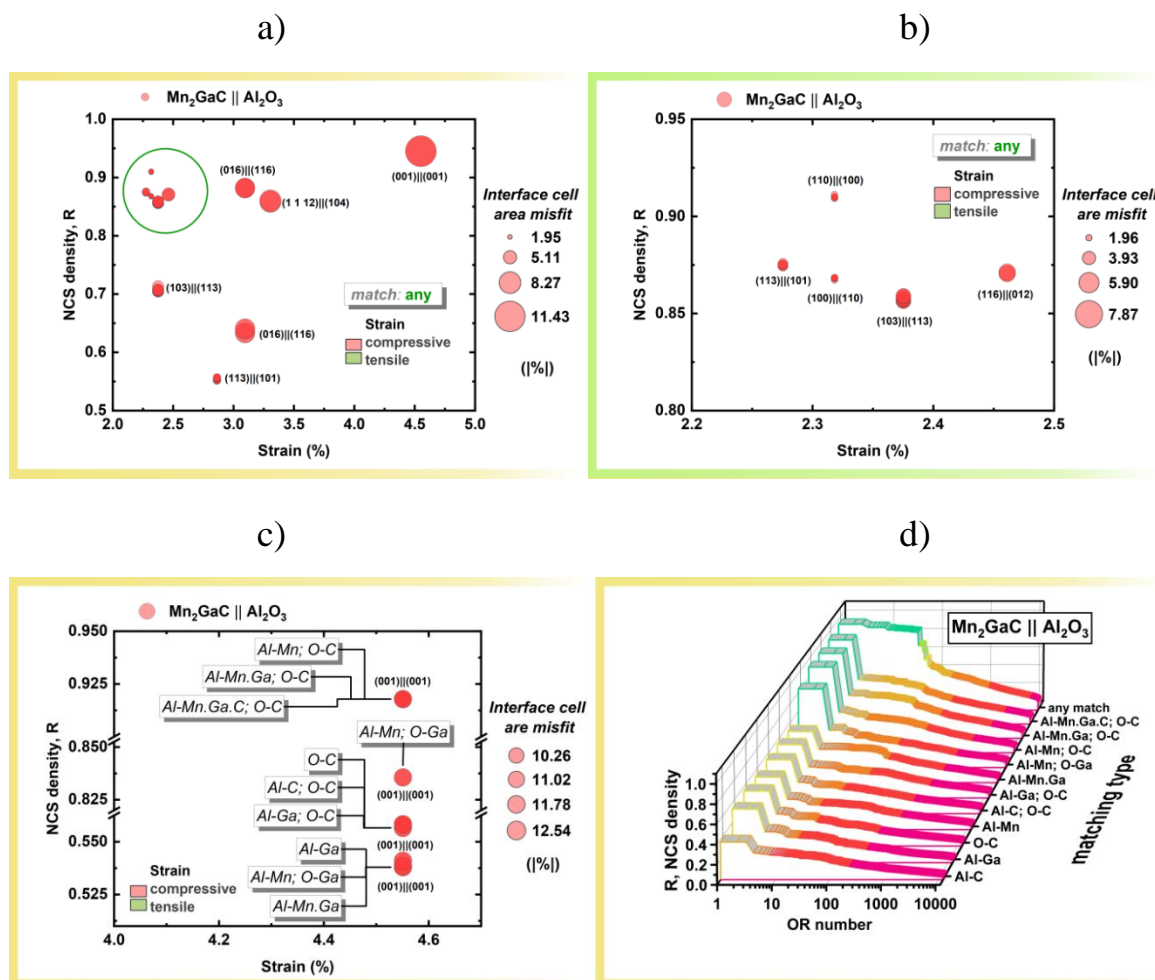 a)
Mn₂GaC || Al₂O₃
1.0
0.9
0.8
0.7
0.6
0.5
NCS density, R
2.0 2.5 3.0 3.5 4.0 4.5 5.0
Strain (%)
(016)||(116)
(001)||(001)
(1 1 12)||(104)
(103)||(113)
(016)||(116)
(113)||(101)
match: any
Strain
compressive
tensile
Interface cell
area misfit
1.95
5.11
8.27
11.43
(|%|)
b)
Mn₂GaC || Al₂O₃
0.95
0.90
0.85
0.80
NCS density, R
2.2 2.3 2.4 2.5
Strain (%)
match: any
Strain
compressive
tensile
(110)||(100)
(113)||(101)
(100)||(110)
(116)||(012)
(103)||(113)
Interface cell
are misfit
1.96
3.93
5.90
7.87
(|%|)
c)
Mn₂GaC || Al₂O₃
0.950
0.925
0.850
0.825
0.550
0.525
NCS density, R
4.0 4.2 4.4 4.6
Strain (%)
Al-Mn; O-C
Al-Mn.Ga; O-C
Al-Mn.Ga.C; O-C
(001)||(001)
Al-Mn; O-Ga
O-C
(001)||(001)
Al-C; O-C
Al-Ga; O-C
(001)||(001)
Al-Ga
(001)||(001)
Al-Mn; O-Ga
Al-Mn.Ga
Strain
compressive
tensile
Interface cell
are misfit
10.26
11.02
11.78
12.54
(|%|)
d)
Mn₂GaC || Al₂O₃
1.0
0.8
0.6
0.4
0.2
0.0
R, NCS density
1 10 100 1000 10000
OR number
any match
Al-Mn.Ga.C; O-C
Al-Mn.Ga; O-C
Al-Mn; O-C
Al-Mn; O-Ga
Al-Mn.Ga
Al-Ga; O-C
Al-C; O-C
Al-Mn
O-C
Al-Ga
Al-C
matching type